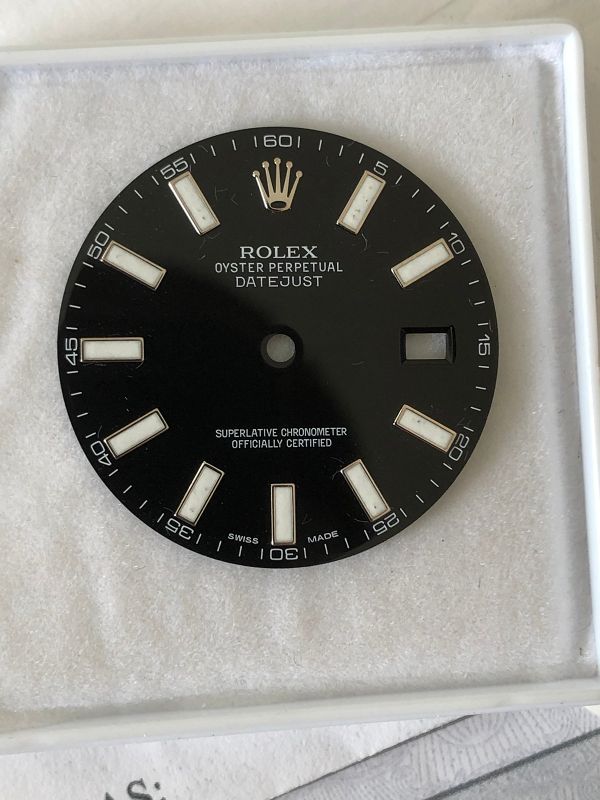 60
5
10
15
20
25
30
35
40
45
50
55
ROLEX
OYSTER PERPETUAL
DATEJUST
SUPERLATIVE CHRONOMETER
OFFICIALLY CERTIFIED
SWISS MADE
AS: